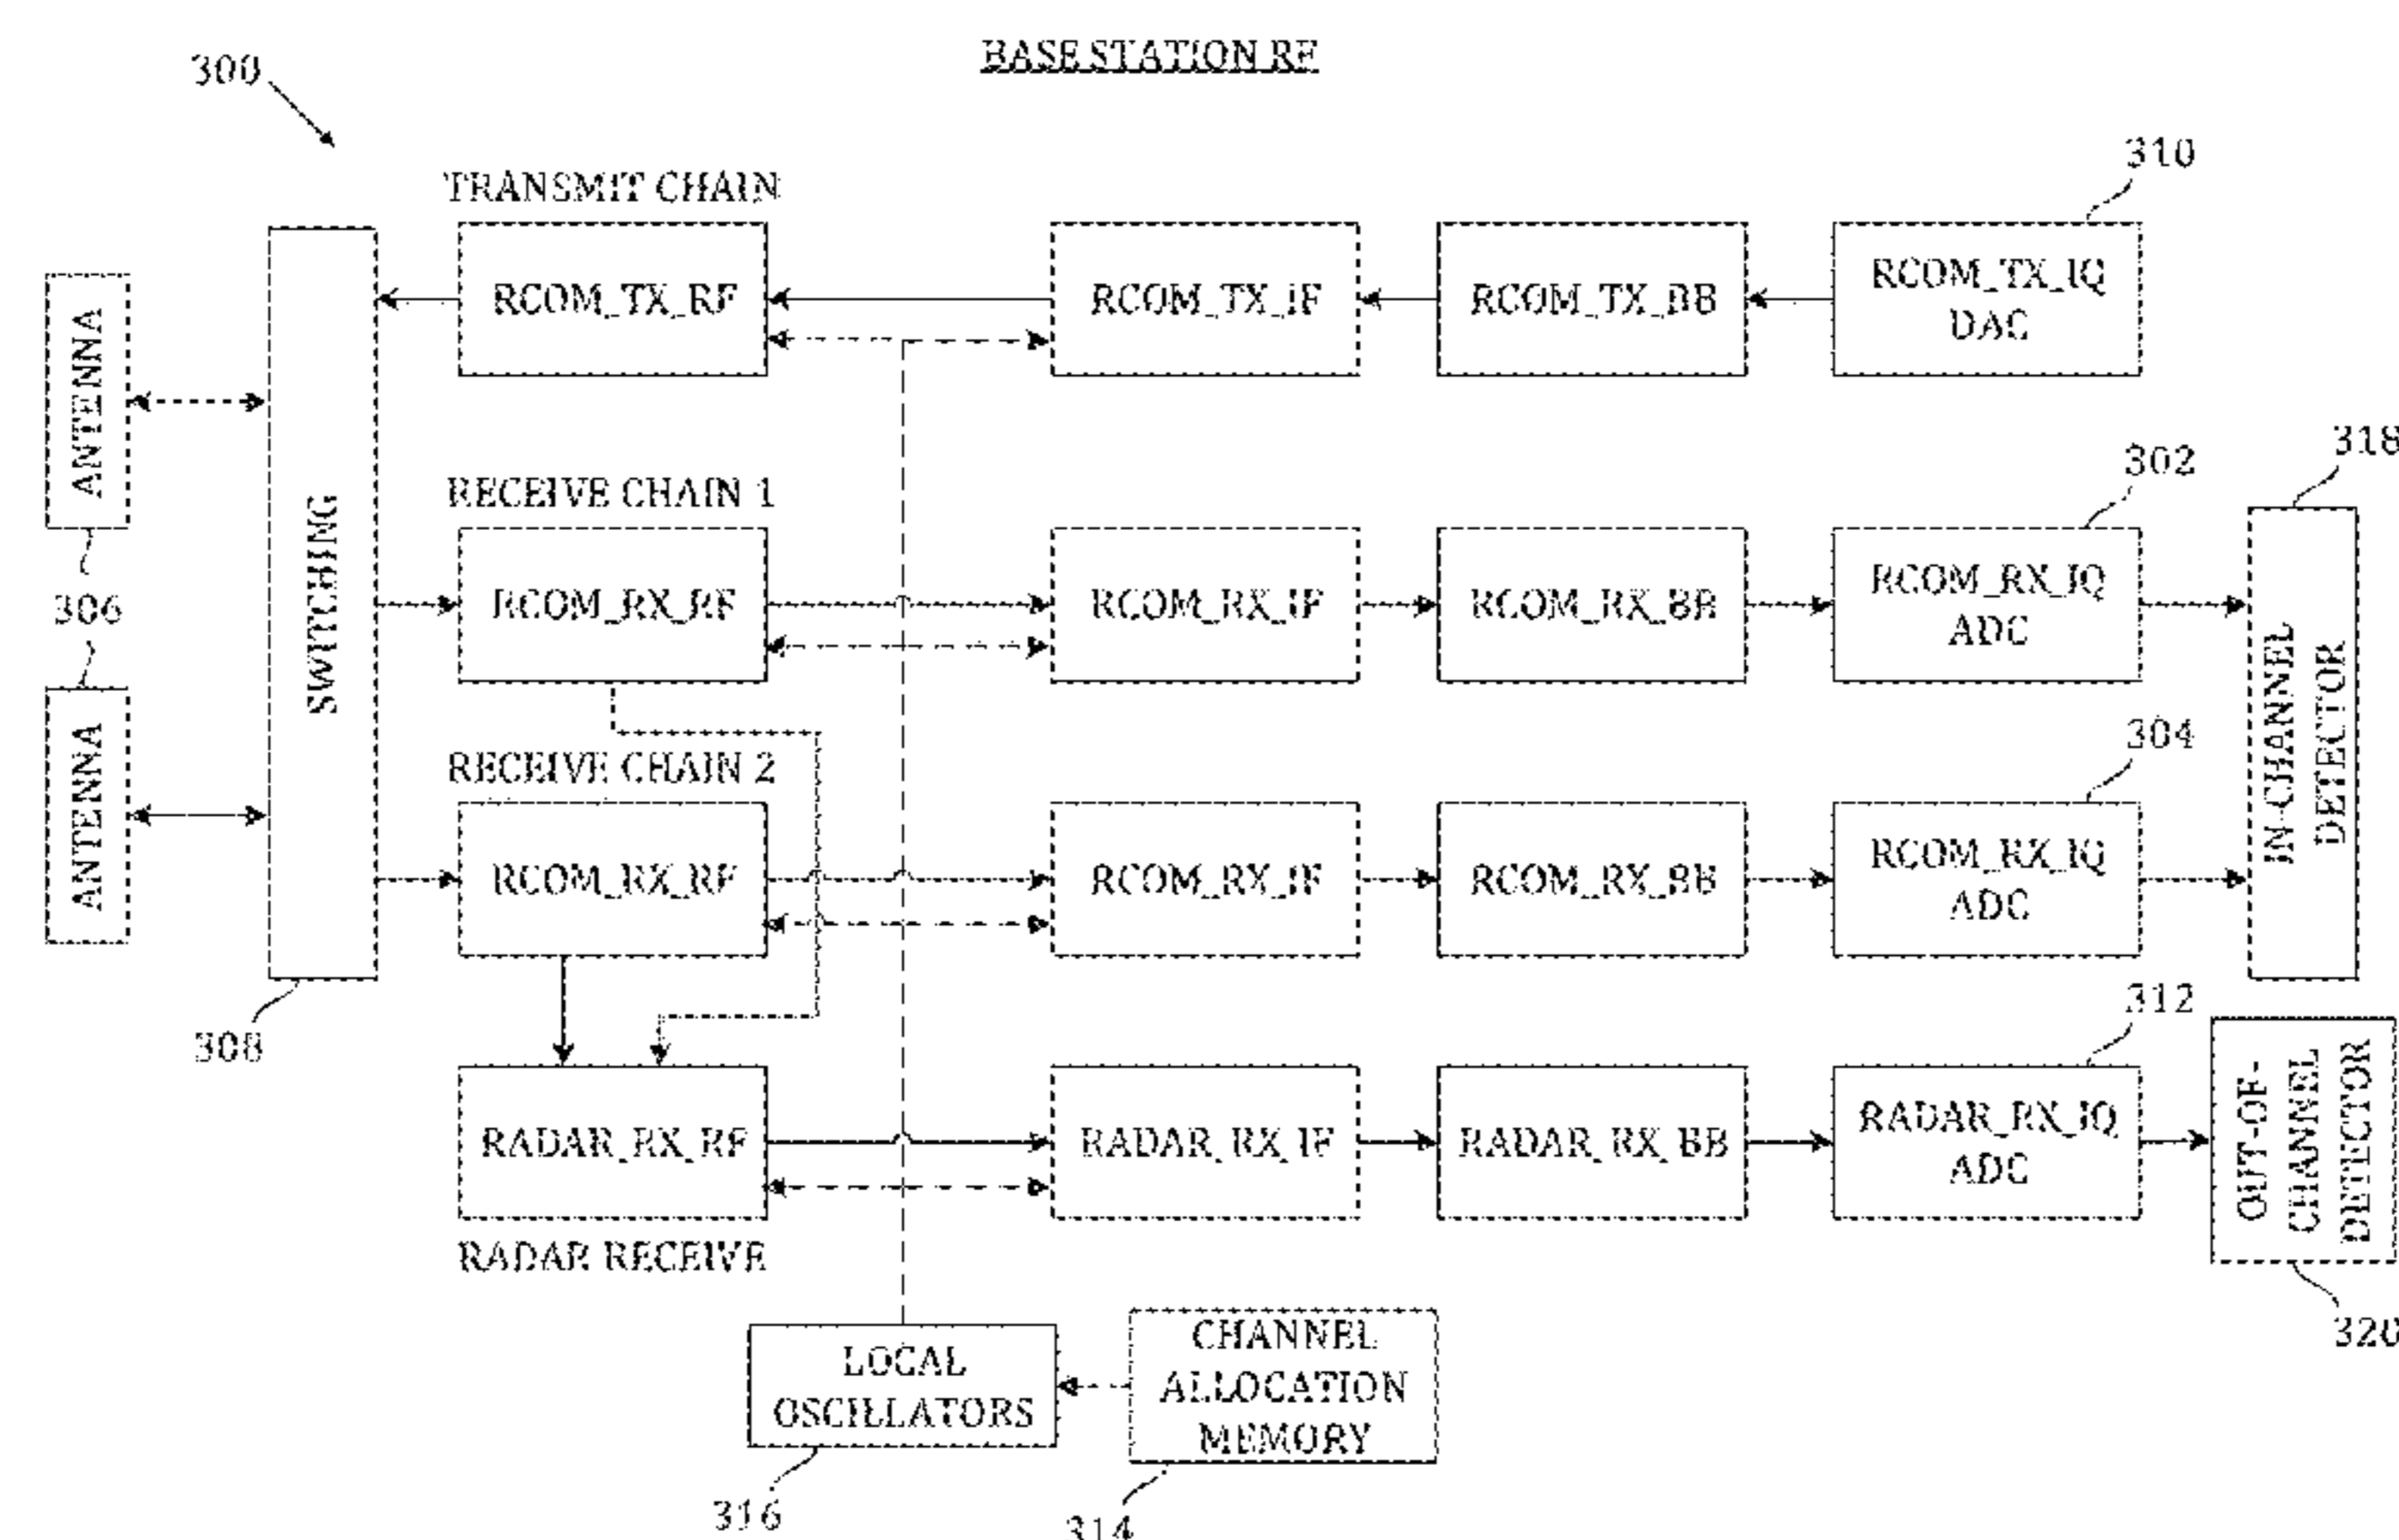 BASE STATION RF
300
310
TRANSMIT CHAIN
ANTENNA
SWITCHING
RCOM_TX_RF
RCOM_TX_IF
RCOM_TX_BB
RCOM_TX_IQ
DAC
318
302
RECEIVE CHAIN 1
306
RCOM_RX_RF
RCOM_RX_IF
RCOM_RX_BB
RCOM_RX_IQ
ADC
IN-CHANNEL
DETECTOR
304
RECEIVE CHAIN 2
ANTENNA
RCOM_RX_RF
RCOM_RX_IF
RCOM_RX_BB
RCOM_RX_IQ
ADC
308
312
RADAR_RX_RF
RADAR_RX_IF
RADAR_RX_BB
RADAR_RX_IQ
ADC
OUT-OF-
CHANNEL
DETECTOR
RADAR RECEIVE
320
LOCAL
OSCILLATORS
CHANNEL
ALLOCATION
MEMORY
316
314